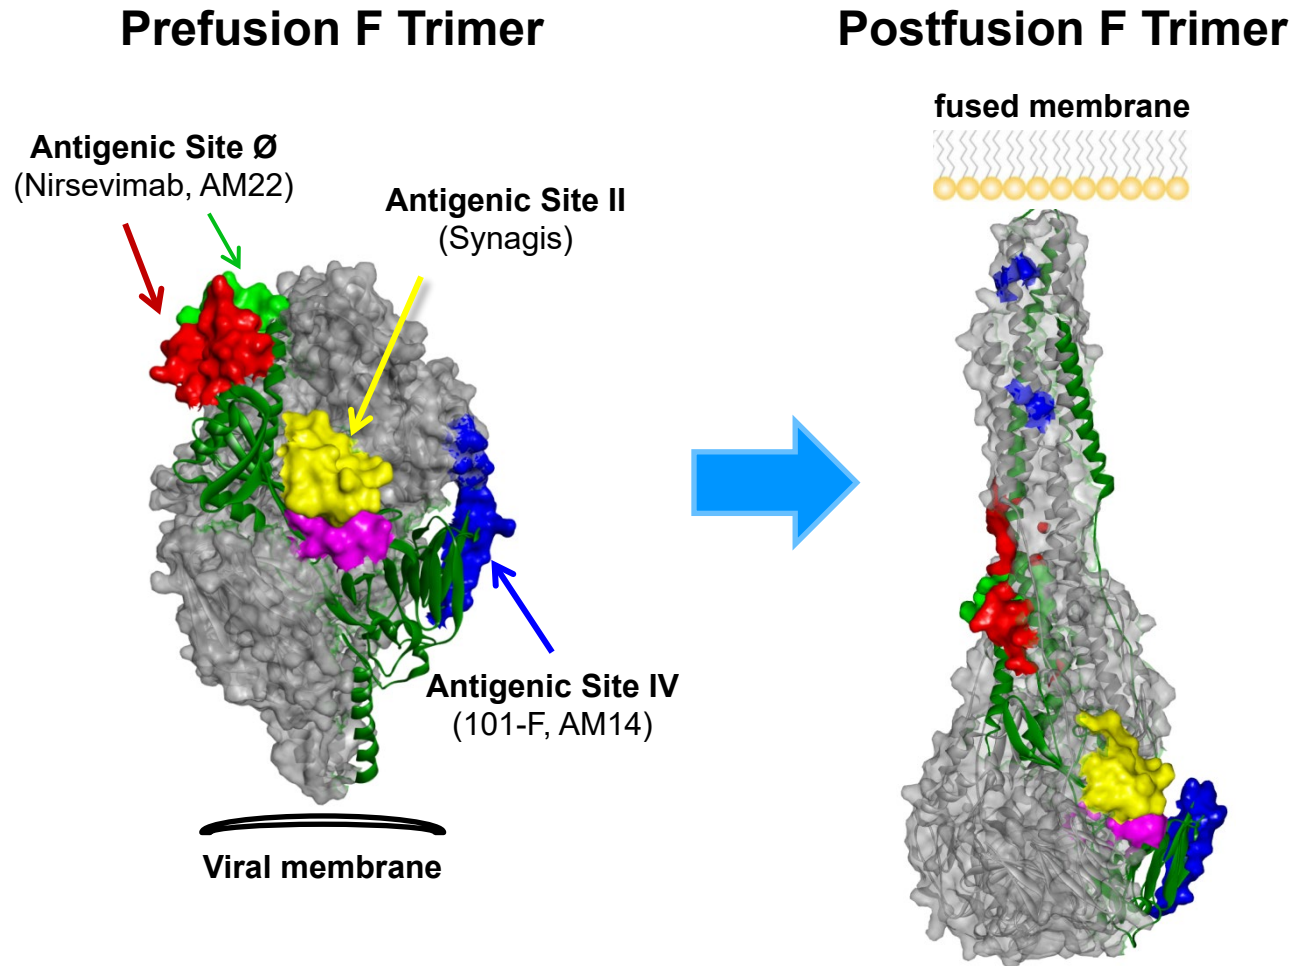 Prefusion F Trimer
Postfusion F Trimer
fused membrane
Antigenic Site Ø
(Nirsevimab, AM22)
Antigenic Site II
(Synagis)
Antigenic Site IV
(101-F, AM14)
Viral membrane